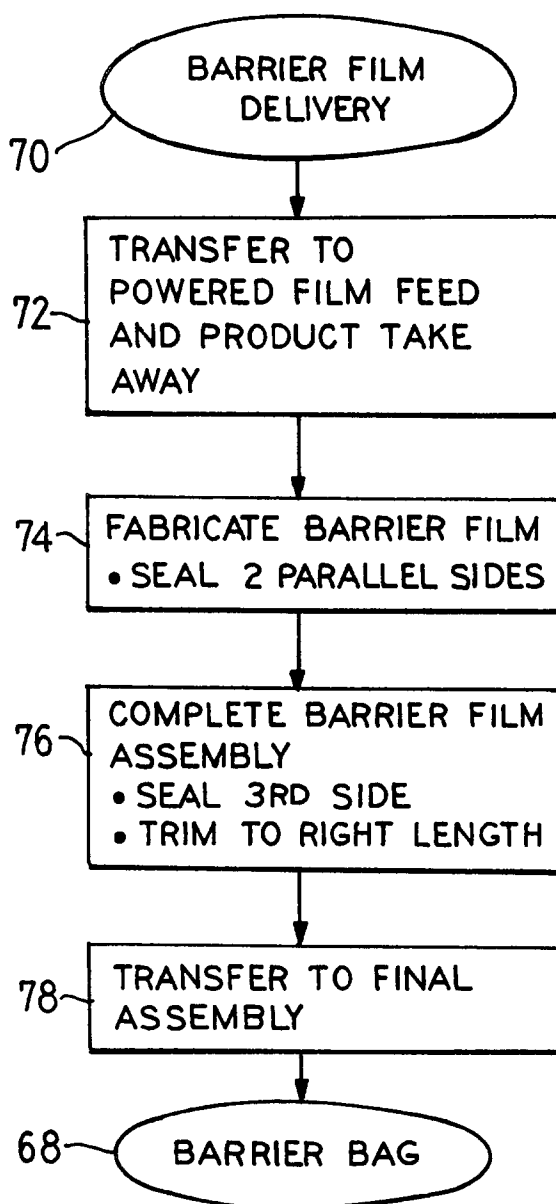 BARRIER FILM
DELIVERY
70
TRANSFER TO
POWERED FILM FEED
AND PRODUCT TAKE
AWAY
72
FABRICATE BARRIER FILM
• SEAL 2 PARALLEL SIDES
74
COMPLETE BARRIER FILM
ASSEMBLY
• SEAL 3RD SIDE
• TRIM TO RIGHT LENGTH
76
TRANSFER TO FINAL
ASSEMBLY
78
BARRIER BAG
68